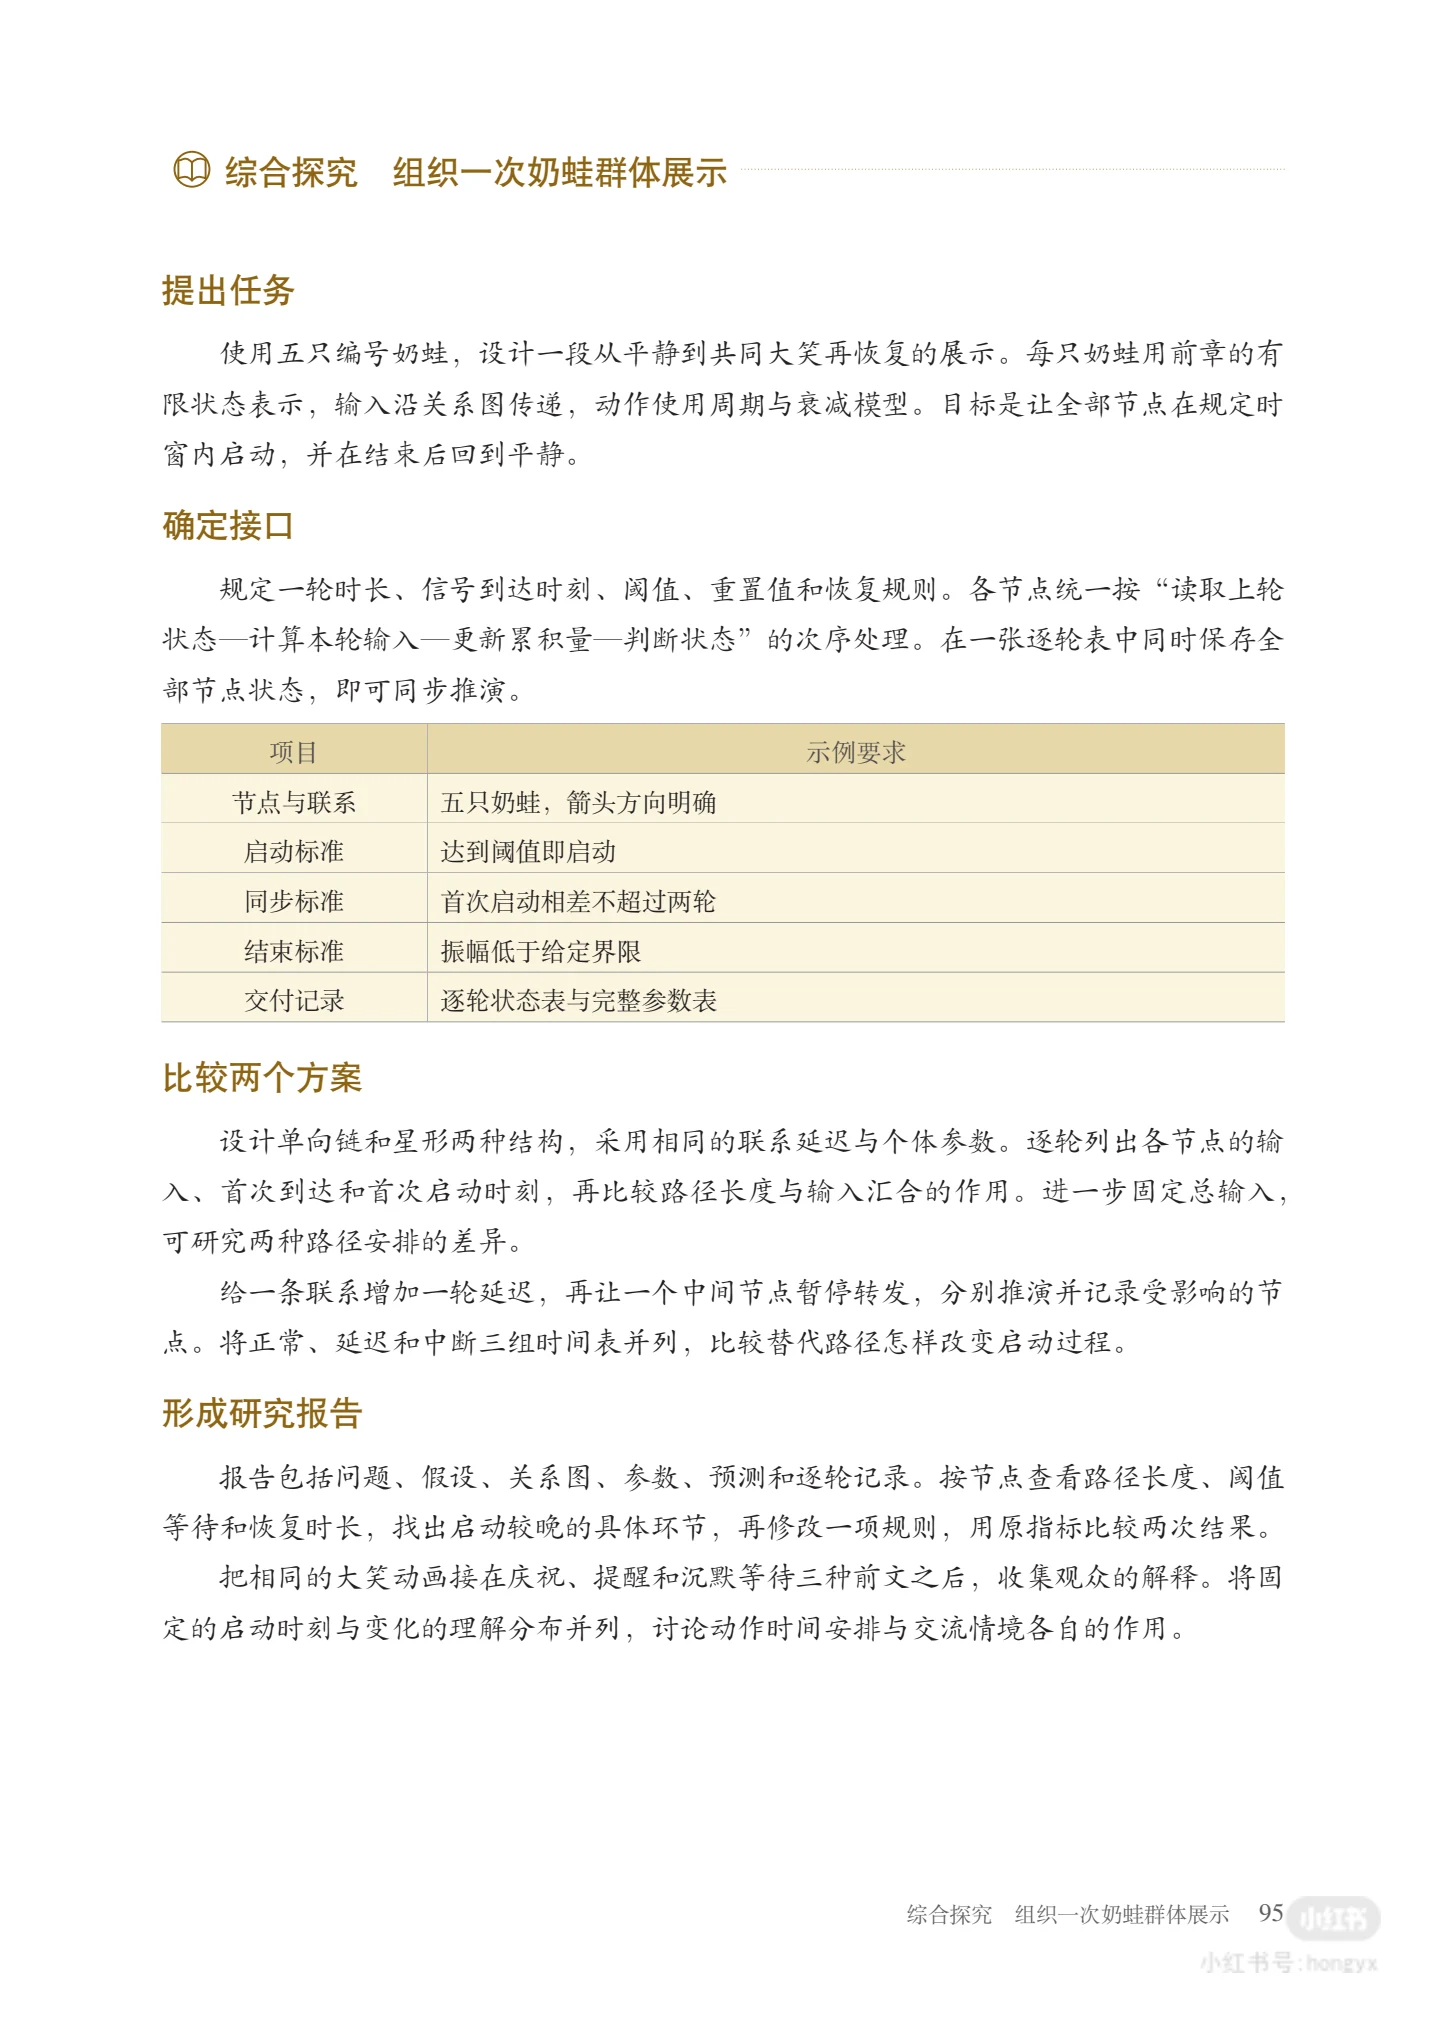 综合探究　组织一次奶蛙群体展示
提出任务
使用五只编号奶蛙，设计一段从平静到共同大笑再恢复的展示。每只奶蛙用前章的有
限状态表示，输入沿关系图传递，动作使用周期与衰减模型。目标是让全部节点在规定时
窗内启动，并在结束后回到平静。
确定接口
规定一轮时长、信号到达时刻、阈值、重置值和恢复规则。各节点统一按“读取上轮
状态—计算本轮输入—更新累积量—判断状态”的次序处理。在一张逐轮表中同时保存全
部节点状态，即可同步推演。
项目　示例要求
节点与联系　五只奶蛙，箭头方向明确
启动标准　达到阈值即启动
同步标准　首次启动相差不超过两轮
结束标准　振幅低于给定界限
交付记录　逐轮状态表与完整参数表
比较两个方案
设计单向链和星形两种结构，采用相同的联系延迟与个体参数。逐轮列出各节点的输
入、首次到达和首次启动时刻，再比较路径长度与输入汇合的作用。进一步固定总输入，
可研究两种路径安排的差异。
给一条联系增加一轮延迟，再让一个中间节点暂停转发，分别推演并记录受影响的节
点。将正常、延迟和中断三组时间表并列，比较替代路径怎样改变启动过程。
形成研究报告
报告包括问题、假设、关系图、参数、预测和逐轮记录。按节点查看路径长度、阈值
等待和恢复时长，找出启动较晚的具体环节，再修改一项规则，用原指标比较两次结果。
把相同的大笑动画接在庆祝、提醒和沉默等待三种前文之后，收集观众的解释。将固
定的启动时刻与变化的理解分布并列，讨论动作时间安排与交流情境各自的作用。
综合探究　组织一次奶蛙群体展示　95
小红书
小红书号:hongyx